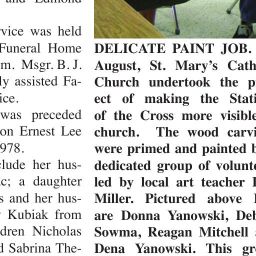 and Edmund
rvice was held
Funeral Home
m. Msgr. B. J.
ly assisted Fa-
ice.
was preceded
on Ernest Lee
978.
clude her hus-
c; a daughter
s and her hus-
Kubiak from
dren Nicholas
d Sabrina The-
DELICATE PAINT JOB.
August, St. Mary's Cath
Church undertook the p
ect of making the Stati
of the Cross more visible
church. The wood carvi
were primed and painted b
dedicated group of volunte
led by local art teacher
Miller. Pictured above
are Donna Yanowski, Deb
Sowma, Reagan Mitchell
Dena Yanowski. This gr